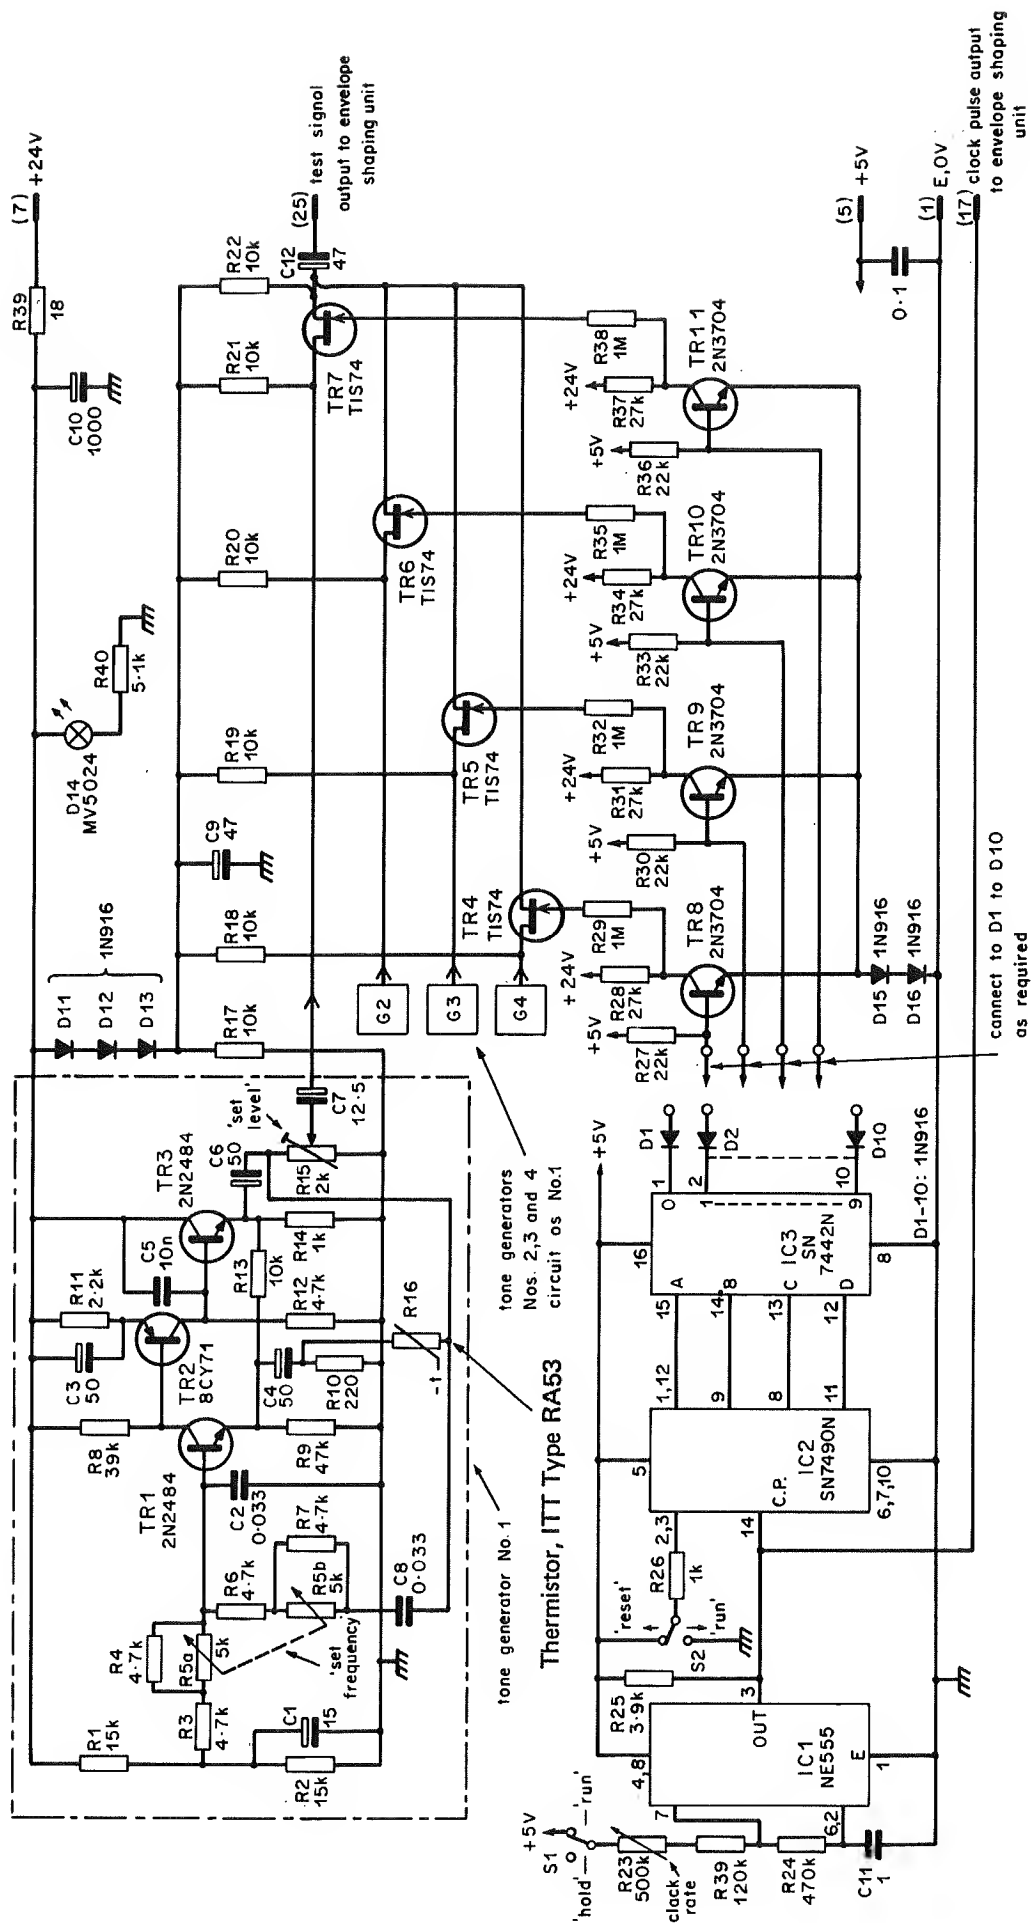 R1
15k
R3
4·7k
R4
4·7k
R5a
5k
R2
15k
C1
15
'set
frequency'
R6
4·7k
R5b
5k
R7
4·7k
C8
0·033
C2
0·033
TR1
2N2484
R8
39k
R9
47k
C3
50
TR2
BCY71
R11
2·2k
C4
50
R10
220
R12
4·7k
R13
10k
R14
1k
C5
10n
TR3
2N2484
C6
50
'set
level'
R15
2k
R16
-t
C7
12·5
tone generator No.1
Thermistor, ITT Type RA53
tone generators
Nos. 2,3 and 4
circuit as No.1
D11
D12
D13
1N916
R17
10k
R18
10k
C9
47
D14
MV5024
R40
5·1k
R19
10k
R20
10k
R21
10k
R22
10k
C10
1000
R39
18
(7) +24V
C12
47
(25) test signal
output to envelope
shaping unit
G2
G3
G4
TR4
TIS74
TR5
TIS74
TR6
TIS74
TR7
TIS74
+5V
R27
22k
+24V
R28
27k
R29
1M
TR8
2N3704
+5V
R30
22k
+24V
R31
27k
R32
1M
TR9
2N3704
+5V
R33
22k
+24V
R34
27k
R35
1M
TR10
2N3704
+5V
R36
22k
+24V
R37
27k
R38
1M
TR11
2N3704
D15 1N916
D16 1N916
(5) +5V
0·1
(1) E,0V
(17) clock pulse output
to envelope shaping
unit
connect to D1 to D10
as required
+5V
S1
'hold'
'run'
R23
500k
clock
rate
R39
120k
R24
470k
C11
1
4,8
7
6,2
IC1
NE555
OUT
E
3
1
R25
3·9k
'reset'
'run'
S2
R26
1k
2,3
14
5
C.P.
IC2
SN7490N
6,7,10
1,12
9
8
11
15
14
13
12
16
A
B
C
D
IC3
SN
7442N
8
0
1
9
1
2
10
D1
D2
D10
D1-10: 1N916
+5V